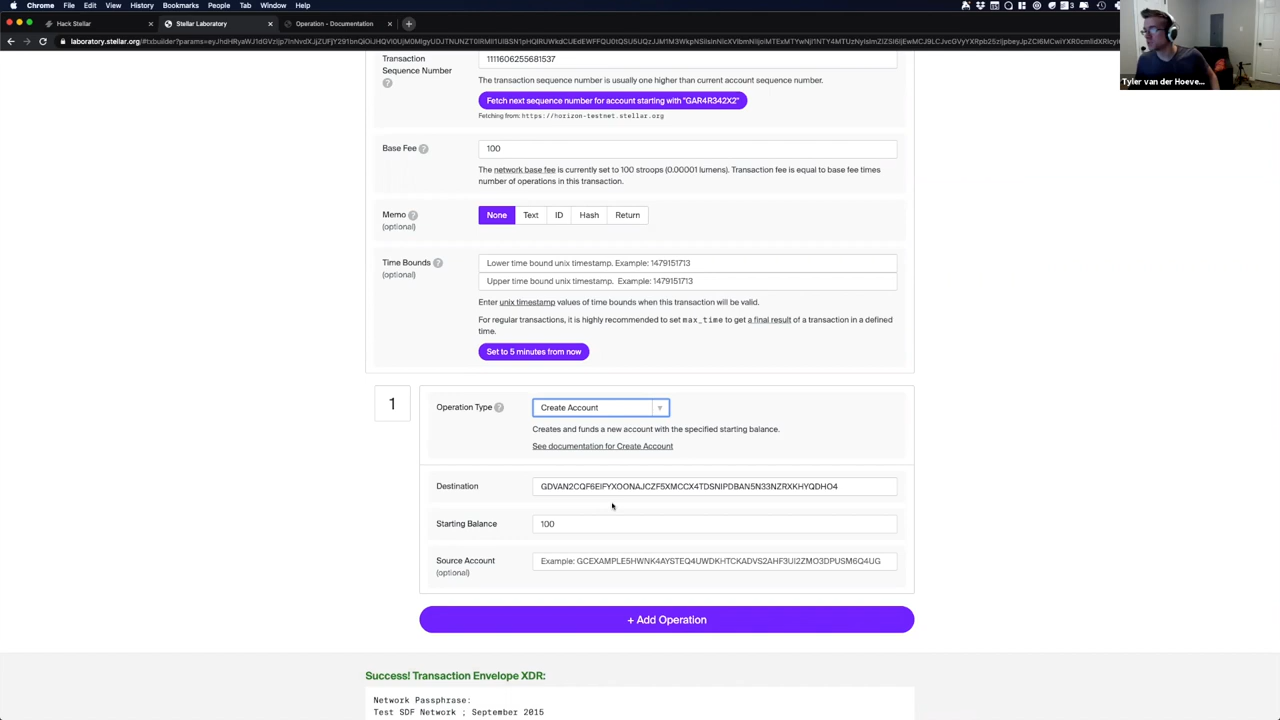 Chrome File Edit View History Bookmarks People Tab Window Help
Hack Stellar
Stellar Laboratory
Operation - Documentation
Tyler van der Hoeve...
Transaction
Sequence Number
1111606255681537
The transaction sequence number is usually one higher than current account sequence number.
Fetch next sequence number for account starting with "GAR4R342X2"
Fetching from: https://horizon-testnet.stellar.org
Base Fee
100
The network base fee is currently set to 100 stroops (0.00001 lumens). Transaction fee is equal to base fee times
number of operations in this transaction.
Memo
(optional)
None Text ID Hash Return
Time Bounds
(optional)
Lower time bound unix timestamp. Example: 1479151713
Upper time bound unix timestamp. Example: 1479151713
Enter unix timestamp values of time bounds when this transaction will be valid.
For regular transactions, it is highly recommended to set max_time to get a final result of a transaction in a defined
time.
Set to 5 minutes from now
1
Operation Type
Create Account
Creates and funds a new account with the specified starting balance.
See documentation for Create Account
Destination
GDVAN2CQF6EIFYXOONAJCZF5XMCCX4TDSNIPDBAN5N33NZRXKHYQDHO4
Starting Balance
100
Source Account
(optional)
Example: GCEXAMPLE5HWNK4AYSTEQ4UWDKHTCKADVS2AHF3UI2ZMO3DPUSM6Q4UG
+ Add Operation
Success! Transaction Envelope XDR:
Network Passphrase:
Test SDF Network ; September 2015